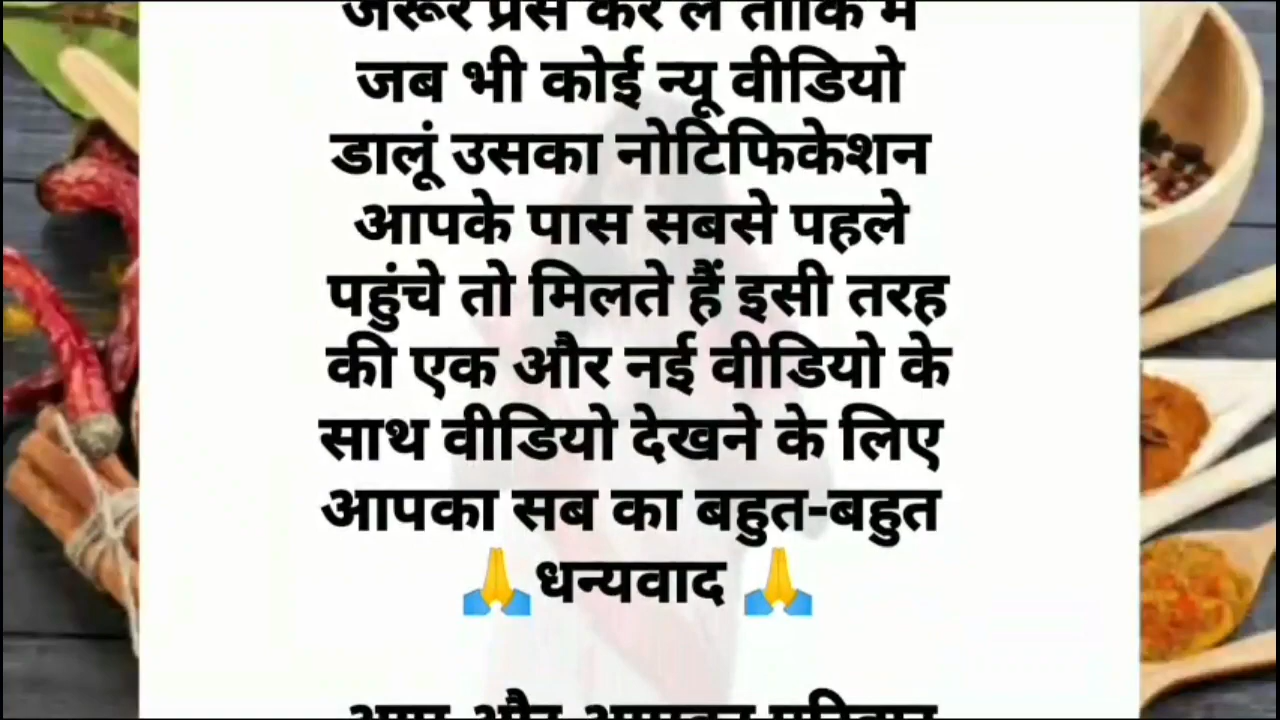 जरूर प्रेस कर लें ताकि मैं
जब भी कोई न्यू वीडियो
डालूं उसका नोटिफिकेशन
आपके पास सबसे पहले
पहुंचे तो मिलते हैं इसी तरह
की एक और नई वीडियो के
साथ वीडियो देखने के लिए
आपका सब का बहुत-बहुत
🙏धन्यवाद 🙏